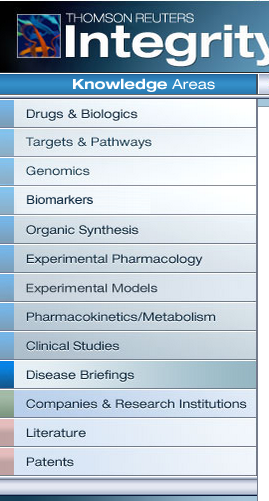 THOMSON REUTERS
Integrity
Knowledge Areas
Drugs & Biologics
Targets & Pathways
Genomics
Biomarkers
Organic Synthesis
Experimental Pharmacology
Experimental Models
Pharmacokinetics/Metabolism
Clinical Studies
Disease Briefings
Companies & Research Institutions
Literature
Patents